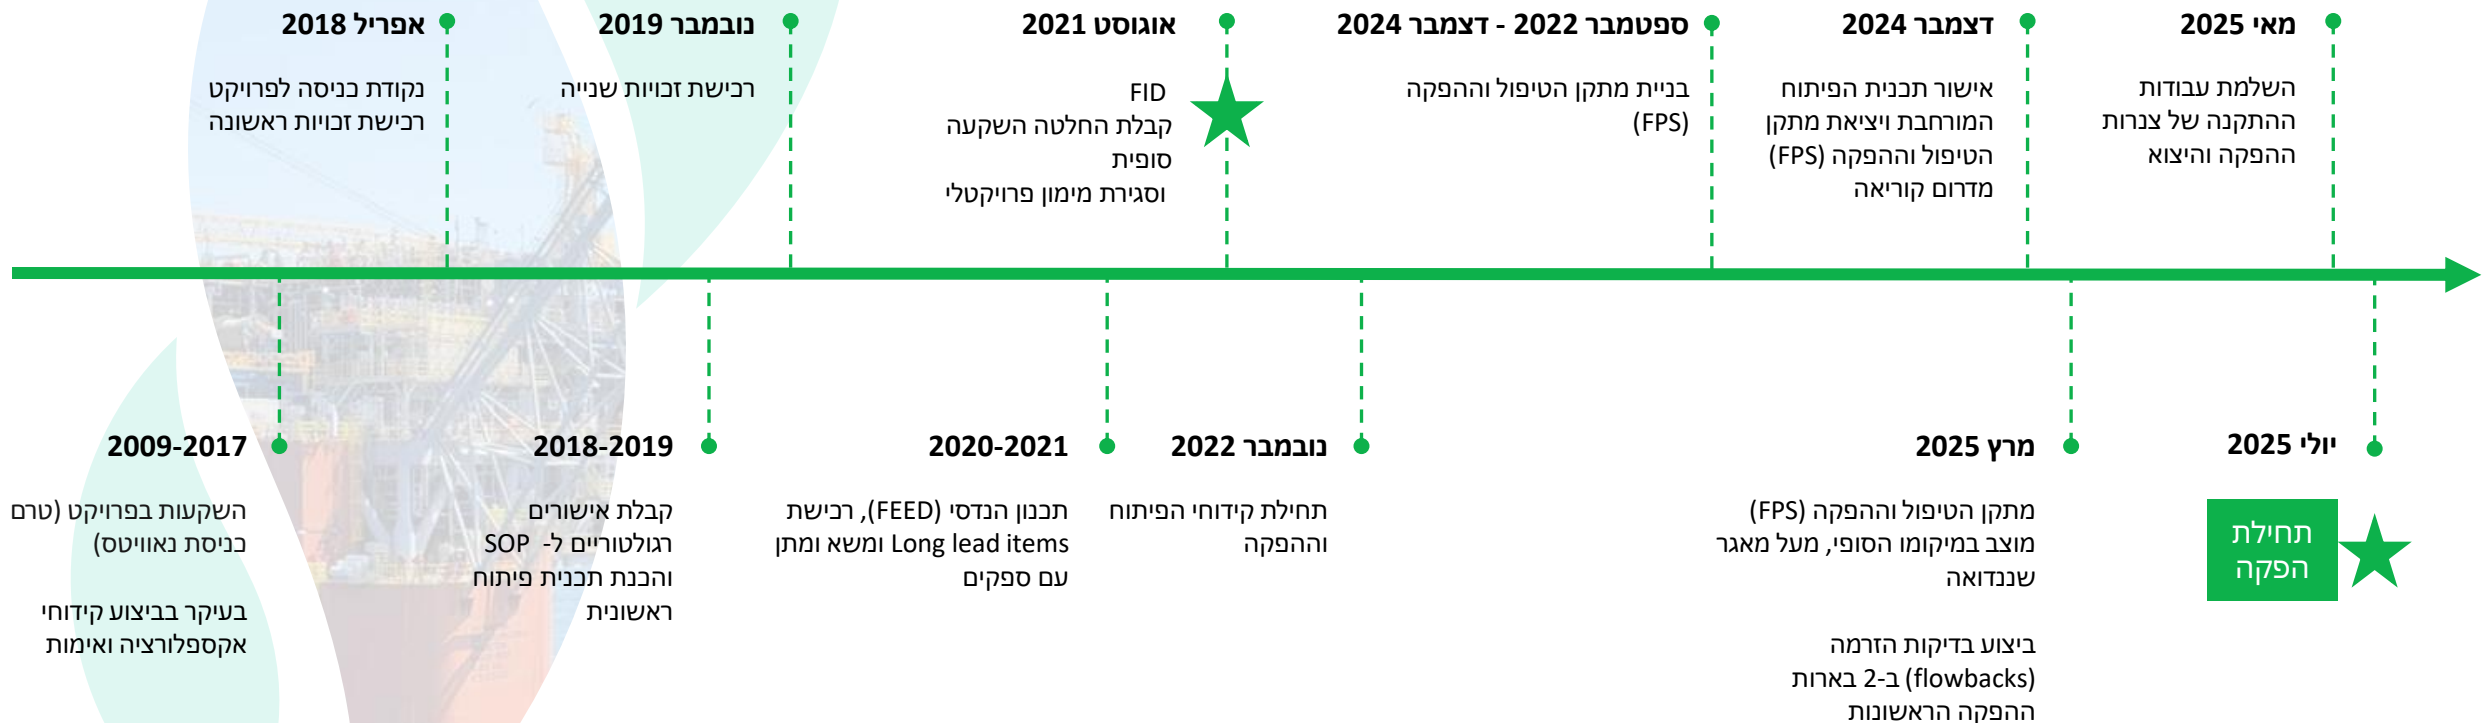 אפריל 2018
נקודת כניסה לפרויקט
רכישת זכויות ראשונה
נובמבר 2019
רכישת זכויות שנייה
אוגוסט 2021
FID
קבלת החלטה השקעה
סופית
וסגירת מימון פרויקטלי
ספטמבר 2022 - דצמבר 2024
בניית מתקן הטיפול וההפקה
(FPS)
דצמבר 2024
אישור תכנית הפיתוח
המורחבת ויציאת מתקן
הטיפול וההפקה (FPS)
מדרום קוריאה
מאי 2025
השלמת עבודות
ההתקנה של צנרות
ההפקה והיצוא
2009-2017
השקעות בפרויקט (טרם
כניסת נאוויטס)
בעיקר בביצוע קידוחי
אקספלורציה ואימות
2018-2019
קבלת אישורים
רגולטוריים ל- SOP
והכנת תכנית פיתוח
ראשונית
2020-2021
תכנון הנדסי (FEED), רכישת
Long lead items ומשא ומתן
עם ספקים
נובמבר 2022
תחילת קידוחי הפיתוח
וההפקה
מרץ 2025
מתקן הטיפול וההפקה (FPS)
מוצב במיקומו הסופי, מעל מאגר
שננדואה
ביצוע בדיקות הזרמה
(flowbacks) ב-2 בארות
ההפקה הראשונות
יולי 2025
תחילת
הפקה